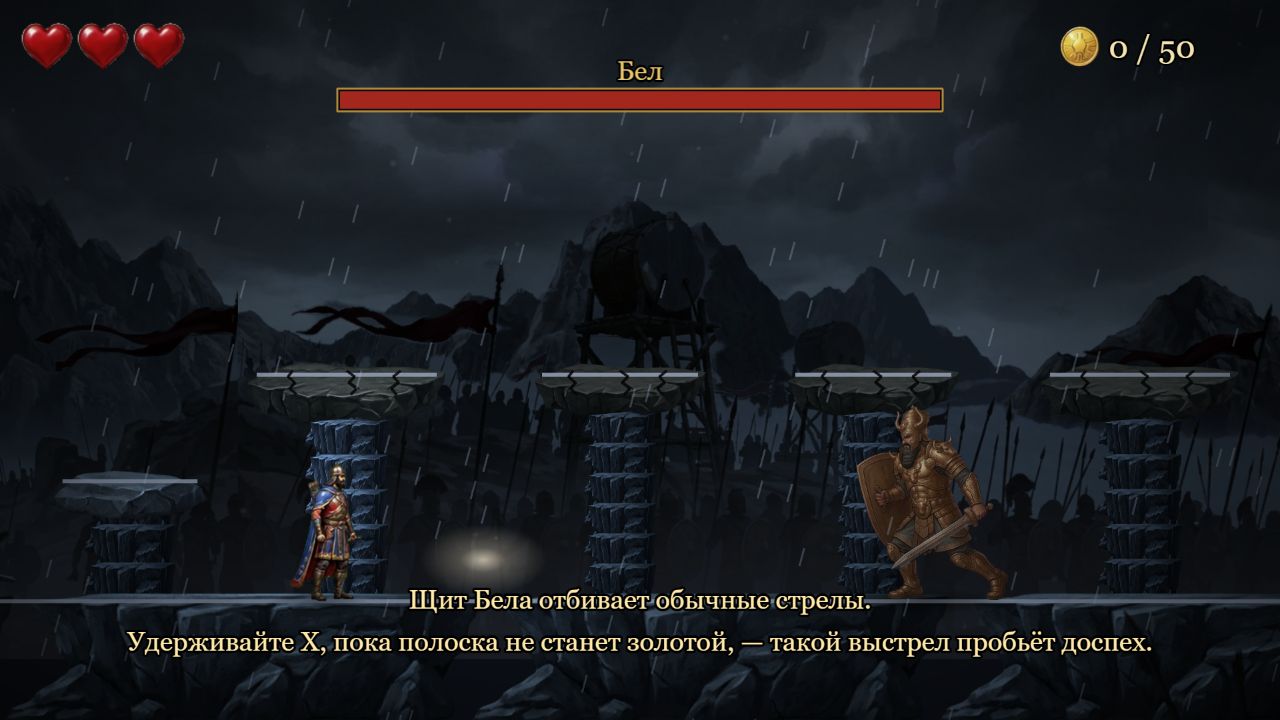 0 / 50
Бел
Щит Бела отбивает обычные стрелы.
Удерживайте X, пока полоска не станет золотой, — такой выстрел пробьёт доспех.